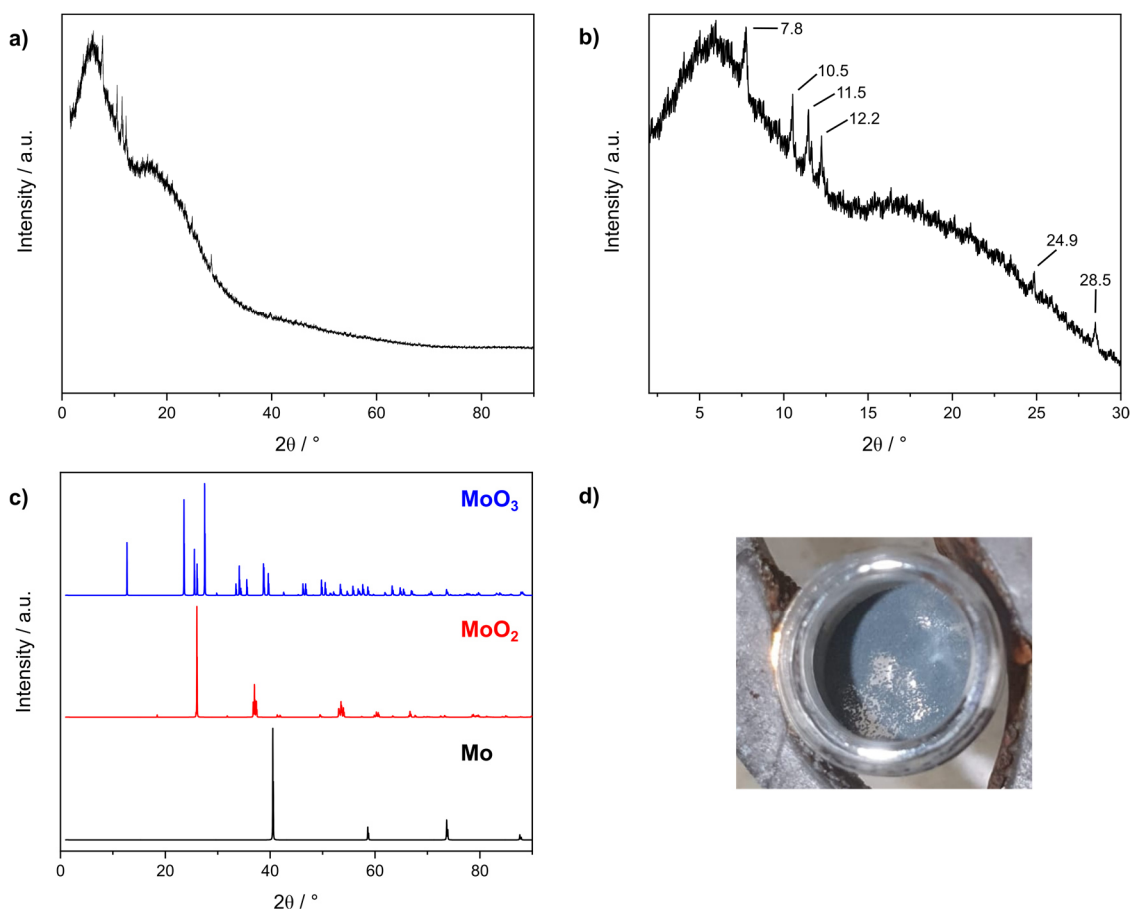 a)
Intensity / a.u.
0
20
40
60
80
2θ / °
b)
Intensity / a.u.
7.8
10.5
11.5
12.2
24.9
28.5
5
10
15
20
25
30
2θ / °
c)
Intensity / a.u.
MoO₃
MoO₂
Mo
0
20
40
60
80
2θ / °
d)